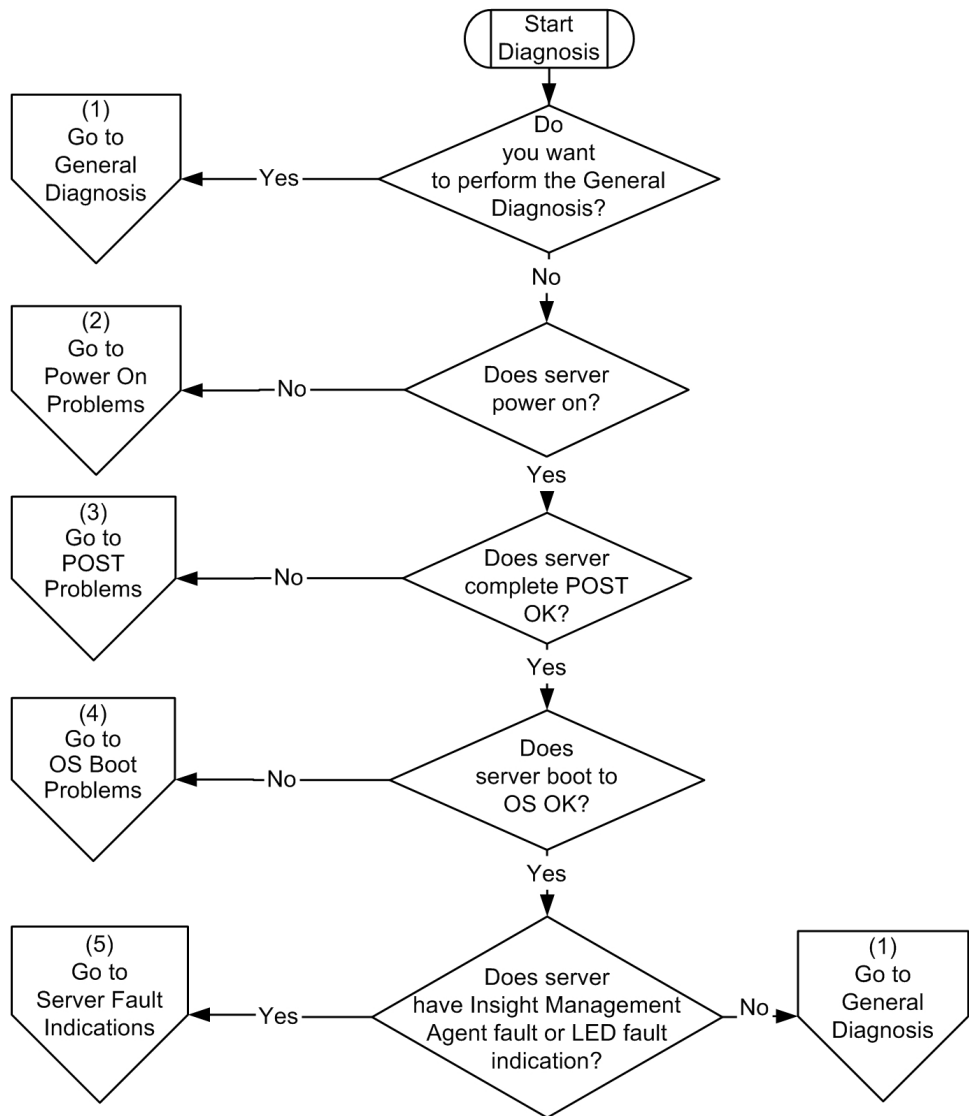 Start
Diagnosis
Do
you want
to perform the General
Diagnosis?
Yes
(1)
Go to
General
Diagnosis
No
Does server
power on?
No
(2)
Go to
Power On
Problems
Yes
Does server
complete POST
OK?
No
(3)
Go to
POST
Problems
Yes
Does
server boot to
OS OK?
No
(4)
Go to
OS Boot
Problems
Yes
Does server
have Insight Management
Agent fault or LED fault
indication?
Yes
(5)
Go to
Server Fault
Indications
No
(1)
Go to
General
Diagnosis